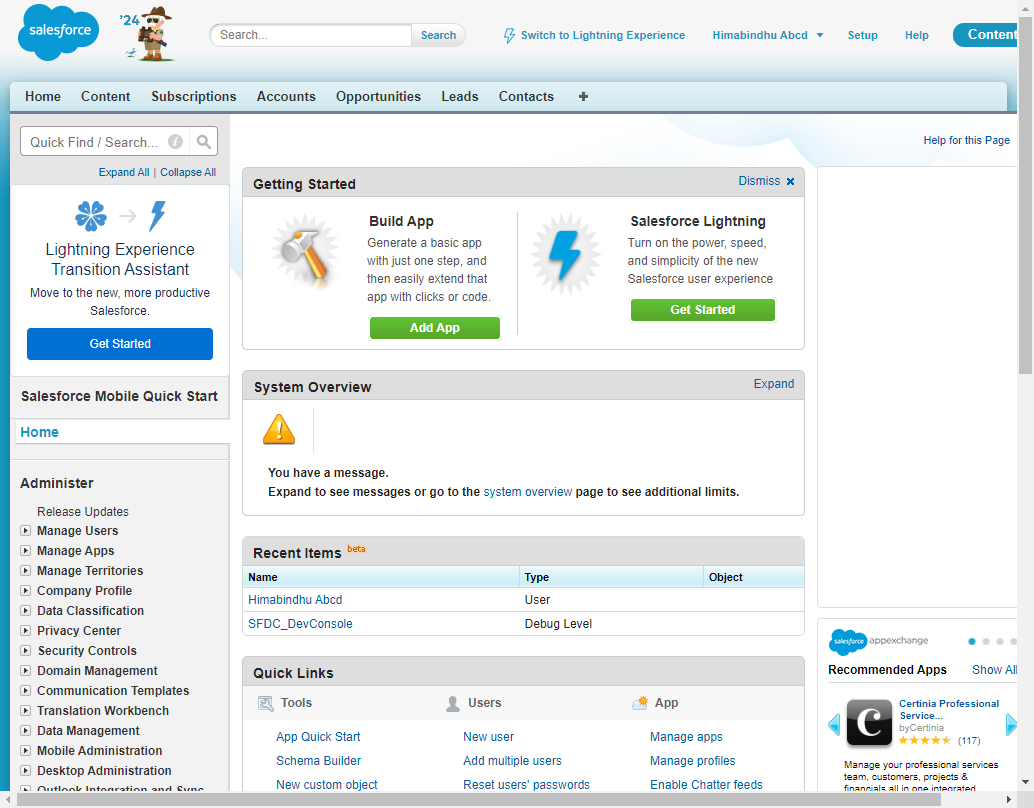 salesforce
'24
Search...
Search
Switch to Lightning Experience
Himabindhu Abcd
Setup
Help
Content
Home
Content
Subscriptions
Accounts
Opportunities
Leads
Contacts
+
Quick Find / Search...
i
Expand All | Collapse All
Lightning Experience
Transition Assistant
Move to the new, more productive
Salesforce.
Get Started
Salesforce Mobile Quick Start
Home
Administer
Release Updates
Manage Users
Manage Apps
Manage Territories
Company Profile
Data Classification
Privacy Center
Security Controls
Domain Management
Communication Templates
Translation Workbench
Data Management
Mobile Administration
Desktop Administration
Outlook Integration and Sync
Help for this Page
Getting Started
Dismiss
Build App
Generate a basic app
with just one step, and
then easily extend that
app with clicks or code.
Add App
Salesforce Lightning
Turn on the power, speed,
and simplicity of the new
Salesforce user experience
Get Started
System Overview
Expand
You have a message.
Expand to see messages or go to the system overview page to see additional limits.
Recent Items beta
Name Type Object
Himabindhu Abcd User
SFDC_DevConsole Debug Level
Quick Links
Tools
App Quick Start
Schema Builder
New custom object
Users
New user
Add multiple users
Reset users' passwords
App
Manage apps
Manage profiles
Enable Chatter feeds
salesforce appexchange
Recommended Apps
Show All
C
Certinia Professional
Service...
byCertinia
(117)
Manage your professional services
team, customers, projects &
financials all in one integrated